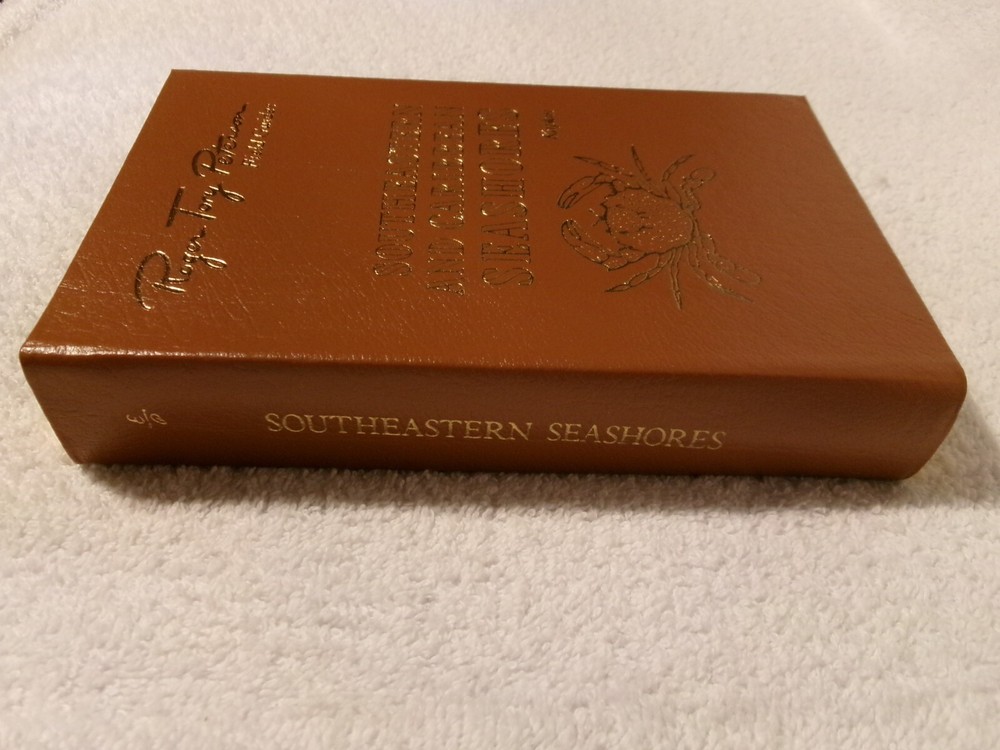 Roger Tory Peterson
Field Guides
SOUTHEASTERN
AND CARIBBEAN
SEASHORES
SOUTHEASTERN SEASHORES